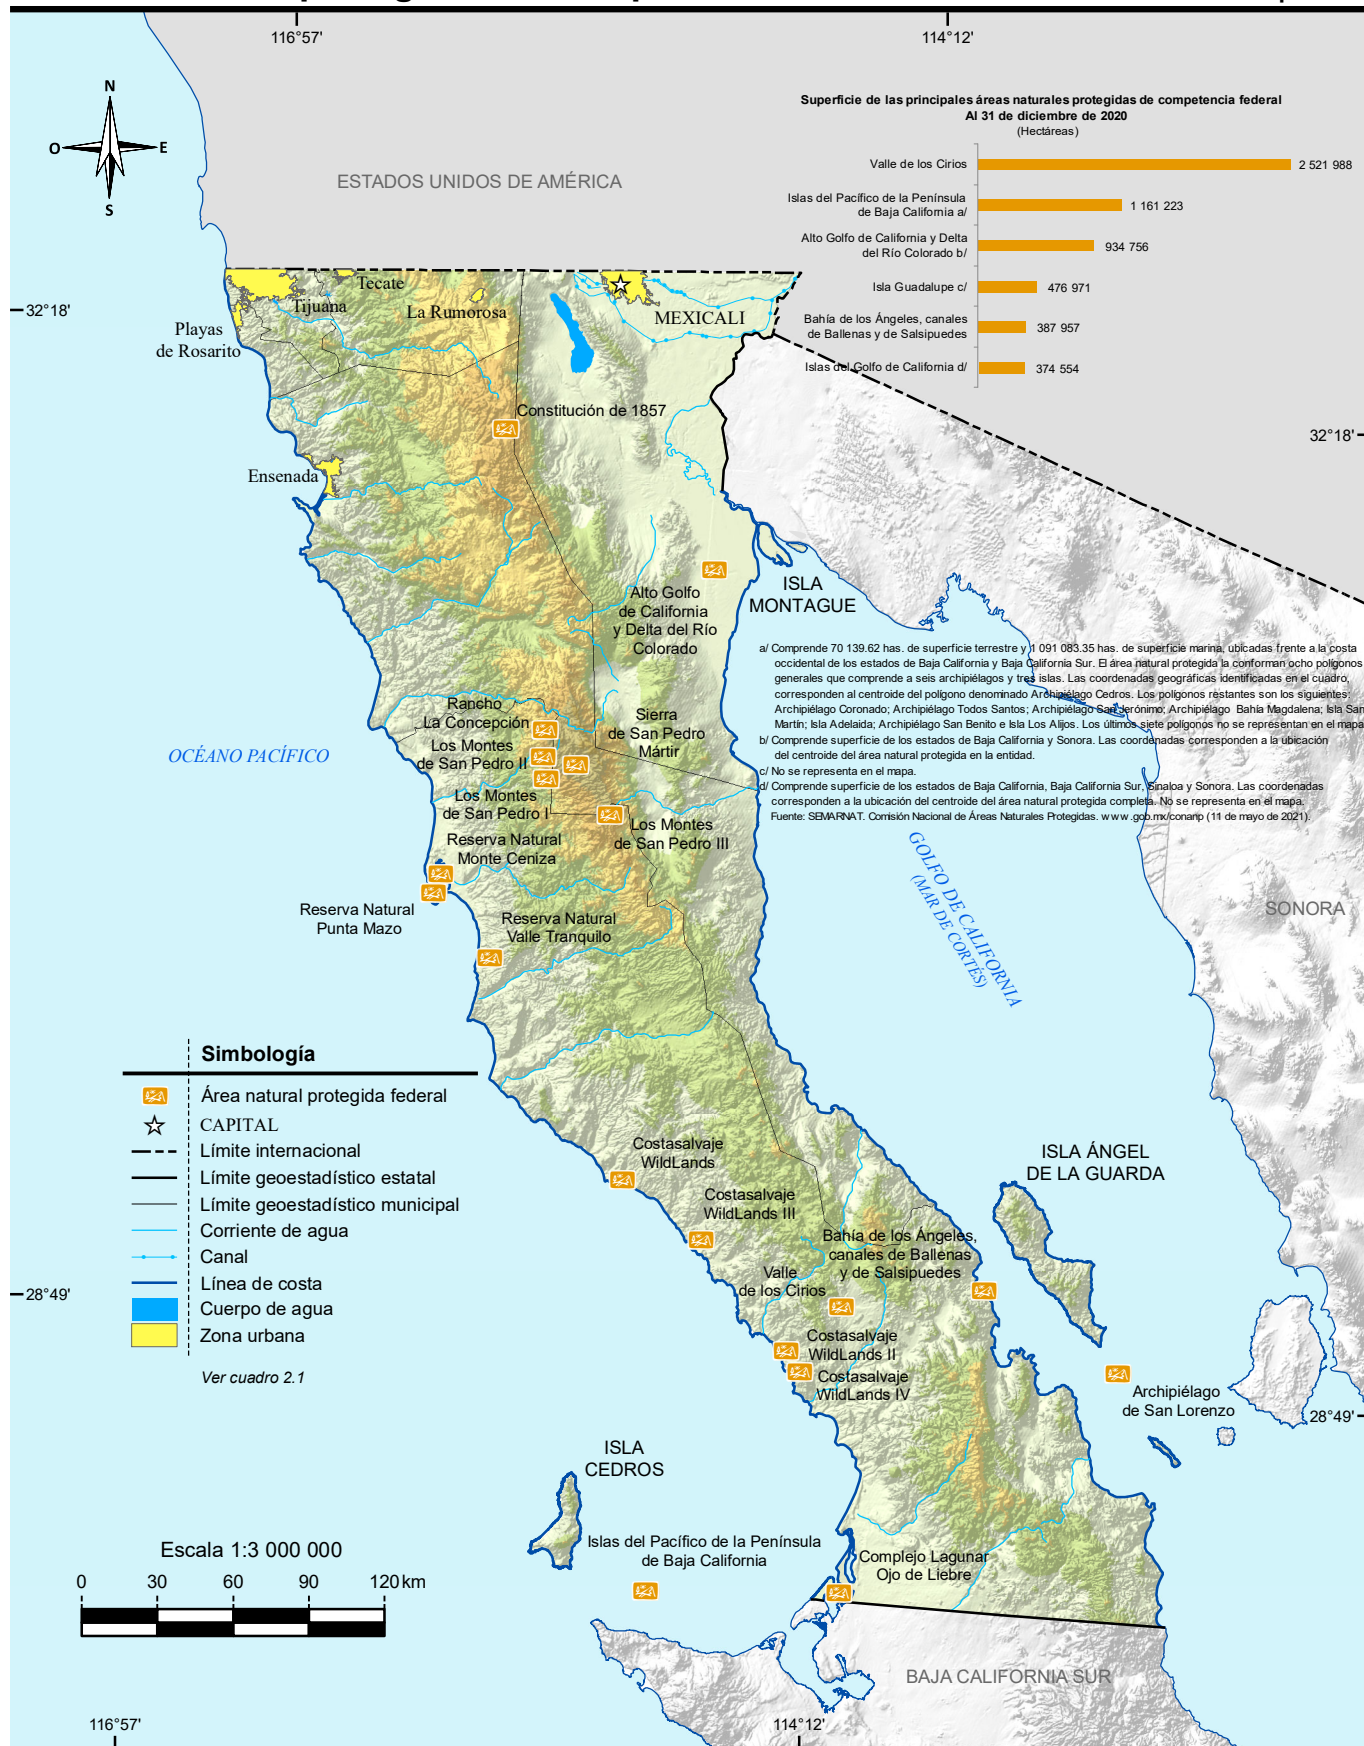 116°57'
114°12'
N
O
E
S
Superficie de las principales áreas naturales protegidas de competencia federal
Al 31 de diciembre de 2020
(Hectáreas)
Valle de los Cirios
2 521 988
Islas del Pacífico de la Península
de Baja California a/
1 161 223
Alto Golfo de California y Delta
del Río Colorado b/
934 756
Isla Guadalupe c/
476 971
Bahía de los Ángeles, canales
de Ballenas y de Salsipuedes
387 957
Islas del Golfo de California d/
374 554
ESTADOS UNIDOS DE AMÉRICA
Tecate
Tijuana
La Rumorosa
MEXICALI
32°18'
Playas
de Rosarito
Constitución de 1857
32°18'
Ensenada
ISLA
MONTAGUE
Alto Golfo
de California
y Delta del Río
Colorado
a/ Comprende 70 139.62 has. de superficie terrestre y 1 091 083.35 has. de superficie marina, ubicadas frente a la costa
occidental de los estados de Baja California y Baja California Sur. El área natural protegida la conforman ocho polígonos
generales que comprende a seis archipiélagos y tres islas. Las coordenadas geográficas identificadas en el cuadro,
corresponden al centroide del polígono denominado Archipiélago Cedros. Los polígonos restantes son los siguientes:
Archipiélago Coronado; Archipiélago Todos Santos; Archipiélago San Jerónimo; Archipiélago Bahía Magdalena; Isla San
Martín; Isla Adelaida; Archipiélago San Benito e Isla Los Alijos. Los últimos siete polígonos no se representan en el mapa.
b/ Comprende superficie de los estados de Baja California y Sonora. Las coordenadas corresponden a la ubicación
del centroide del área natural protegida en la entidad.
c/ No se representa en el mapa.
d/ Comprende superficie de los estados de Baja California, Baja California Sur, Sinaloa y Sonora. Las coordenadas
corresponden a la ubicación del centroide del área natural protegida completa. No se representa en el mapa.
Fuente: SEMARNAT. Comisión Nacional de Áreas Naturales Protegidas. www.gob.mx/conanp (11 de mayo de 2021).
Rancho
La Concepción
Sierra
de San Pedro
Mártir
OCÉANO PACÍFICO
Los Montes
de San Pedro II
Los Montes
de San Pedro I
Los Montes
de San Pedro III
Reserva Natural
Monte Ceniza
GOLFO DE CALIFORNIA
(MAR DE CORTÉS)
SONORA
Reserva Natural
Punta Mazo
Reserva Natural
Valle Tranquilo
Simbología
Área natural protegida federal
CAPITAL
Límite internacional
Límite geoestadístico estatal
Límite geoestadístico municipal
Corriente de agua
Canal
Línea de costa
Cuerpo de agua
Zona urbana
Ver cuadro 2.1
28°49'
Costasalvaje
WildLands
ISLA ÁNGEL
DE LA GUARDA
Costasalvaje
WildLands III
Bahía de los Ángeles,
canales de Ballenas
y de Salsipuedes
Valle
de los Cirios
Costasalvaje
WildLands II
Costasalvaje
WildLands IV
Archipiélago
de San Lorenzo
28°49'
ISLA
CEDROS
Islas del Pacífico de la Península
de Baja California
Complejo Lagunar
Ojo de Liebre
Escala 1:3 000 000
0 30 60 90 120 km
BAJA CALIFORNIA SUR
116°57'
114°12'